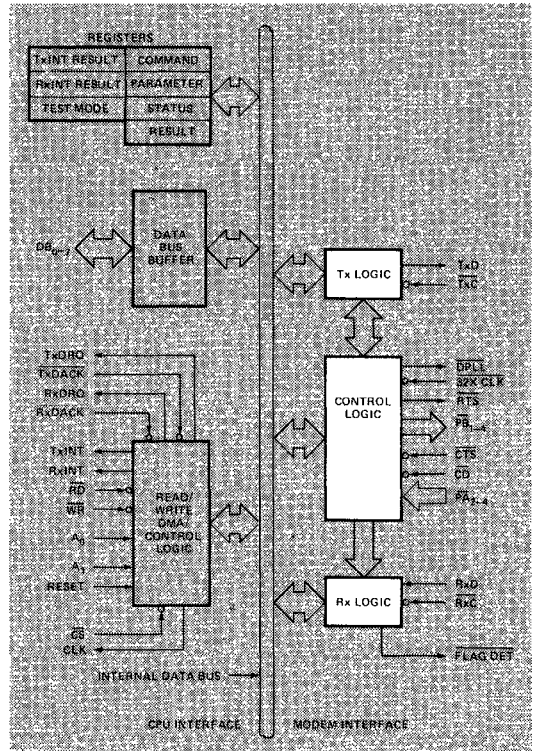 REGISTERS
TxINT RESULT COMMAND
RxINT RESULT PARAMETER
TEST MODE STATUS
RESULT
DB0–7
DATA
BUS
BUFFER
Tx LOGIC
TxD
TxC
TxDRQ
TxDACK
RxDRQ
RxDACK
TxINT
RxINT
RD
WR
A0
A1
RESET
CS
CLK
READ/
WRITE
DMA/
CONTROL
LOGIC
CONTROL
LOGIC
DPLL
32X CLK
RTS
PB1–4
CTS
CD
PA2–4
Rx LOGIC
RxD
RxC
FLAG DET
INTERNAL DATA BUS
CPU INTERFACE
MODEM INTERFACE